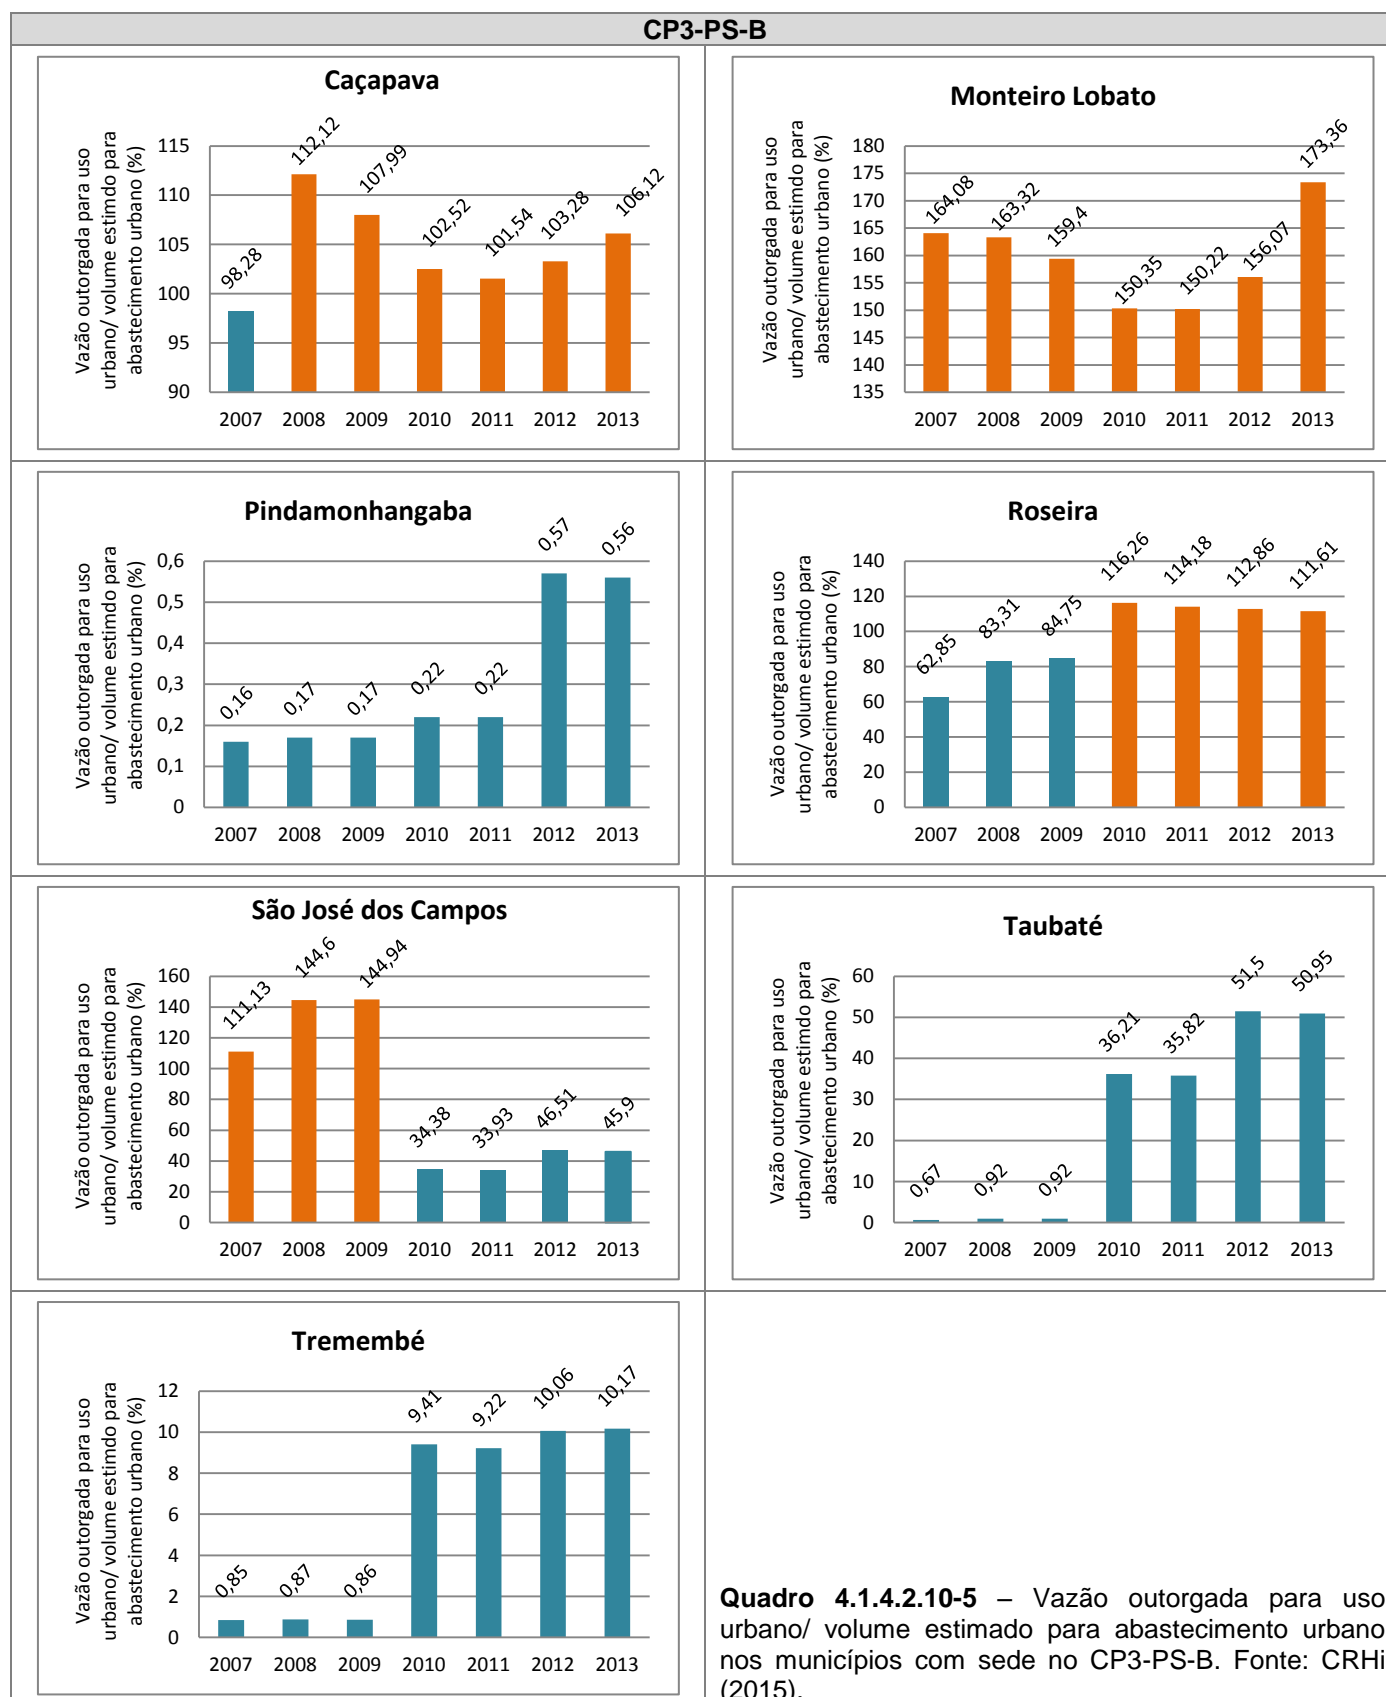 CP3-PS-B
Caçapava
Vazão outorgada para uso
urbano/ volume estimdo para
abastecimento urbano (%)
115
110
105
100
95
90
98,28
112,12
107,99
102,52
101,54
103,28
106,12
2007 2008 2009 2010 2011 2012 2013
Monteiro Lobato
Vazão outorgada para uso
urbano/ volume estimdo para
abastecimento urbano (%)
180
175
170
165
160
155
150
145
140
135
164,08
163,32
159,4
150,35
150,22
156,07
173,36
2007 2008 2009 2010 2011 2012 2013
Pindamonhangaba
Vazão outorgada para uso
urbano/ volume estimdo para
abastecimento urbano (%)
0,6
0,5
0,4
0,3
0,2
0,1
0
0,16
0,17
0,17
0,22
0,22
0,57
0,56
2007 2008 2009 2010 2011 2012 2013
Roseira
Vazão outorgada para uso
urbano/ volume estimdo para
abastecimento urbano (%)
140
120
100
80
60
40
20
0
62,85
83,31
84,75
116,26
114,18
112,86
111,61
2007 2008 2009 2010 2011 2012 2013
São José dos Campos
Vazão outorgada para uso
urbano/ volume estimdo para
abastecimento urbano (%)
160
140
120
100
80
60
40
20
0
111,13
144,6
144,94
34,38
33,93
46,51
45,9
2007 2008 2009 2010 2011 2012 2013
Taubaté
Vazão outorgada para uso
urbano/ volume estimdo para
abastecimento urbano (%)
60
50
40
30
20
10
0
0,67
0,92
0,92
36,21
35,82
51,5
50,95
2007 2008 2009 2010 2011 2012 2013
Tremembé
Vazão outorgada para uso
urbano/ volume estimdo para
abastecimento urbano (%)
12
10
8
6
4
2
0
0,85
0,87
0,86
9,41
9,22
10,06
10,17
2007 2008 2009 2010 2011 2012 2013
Quadro 4.1.4.2.10-5 – Vazão outorgada para uso
urbano/ volume estimado para abastecimento urbano
nos municípios com sede no CP3-PS-B. Fonte: CRHi
(2015).